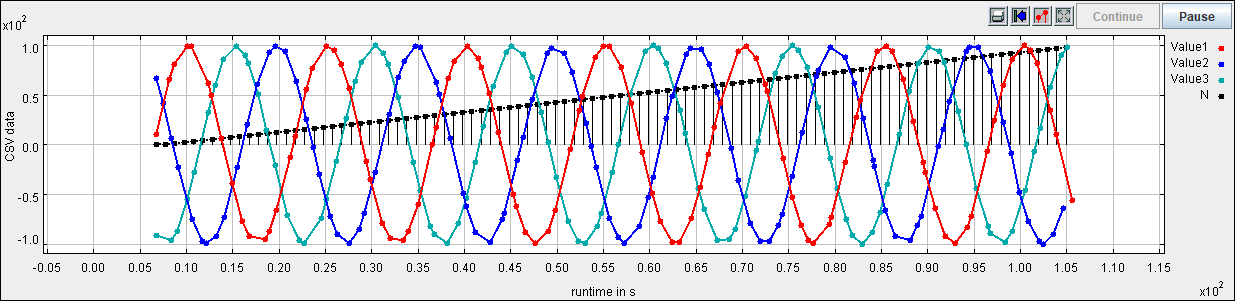 Continue Pause
x10²
Value1
Value2
Value3
N
1.0
0.5
0.0
-0.5
-1.0
CSV data
-0.05 0.00 0.05 0.10 0.15 0.20 0.25 0.30 0.35 0.40 0.45 0.50 0.55 0.60 0.65 0.70 0.75 0.80 0.85 0.90 0.95 1.00 1.05 1.10 1.15
runtime in s
x10²